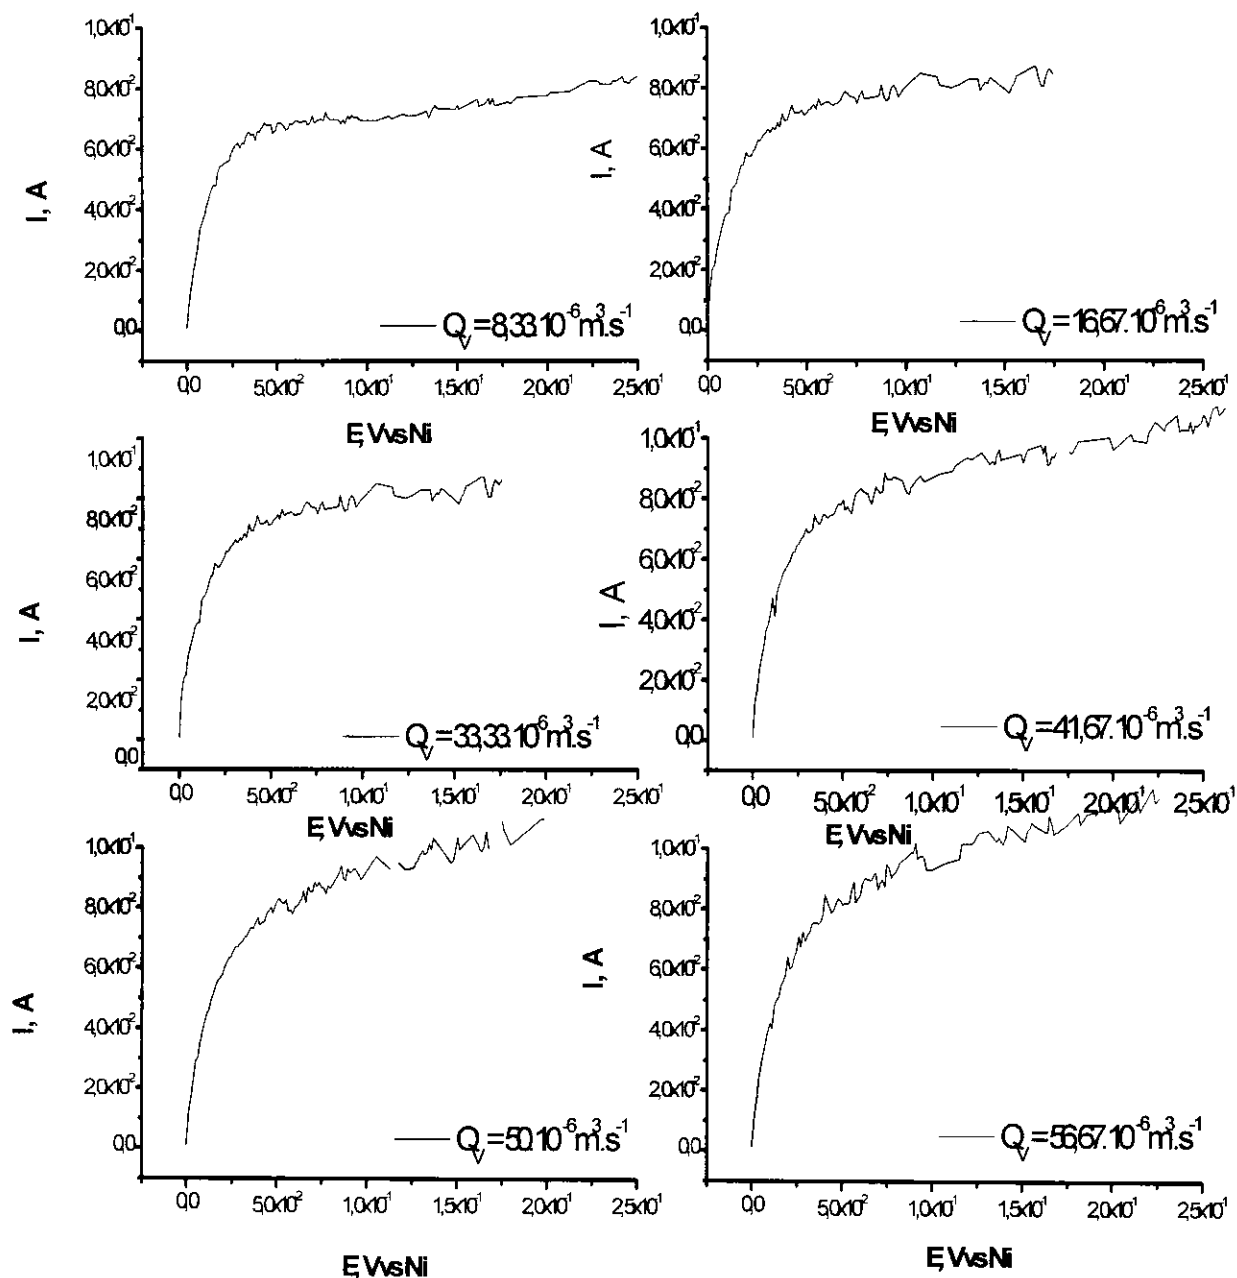 1,0x10¹
8,0x10²
6,0x10²
4,0x10²
2,0x10²
0,0
I, A
Qv=8,33.10⁻⁶m³.s⁻¹
0,0 5,0x10² 1,0x10¹ 1,5x10¹ 2,0x10¹ 2,5x10¹
E, V vs Ni
1,0x10¹
8,0x10²
6,0x10²
4,0x10²
2,0x10²
0,0
I, A
Qv=16,67.10⁻⁶m³.s⁻¹
0,0 5,0x10² 1,0x10¹ 1,5x10¹ 2,0x10¹ 2,5x10¹
E, V vs Ni
1,0x10¹
8,0x10²
6,0x10²
4,0x10²
2,0x10²
0,0
I, A
Qv=33,33.10⁻⁶m³.s⁻¹
0,0 5,0x10² 1,0x10¹ 1,5x10¹ 2,0x10¹ 2,5x10¹
E, V vs Ni
1,0x10¹
8,0x10²
6,0x10²
4,0x10²
2,0x10²
0,0
I, A
Qv=41,67.10⁻⁶m³.s⁻¹
0,0 5,0x10² 1,0x10¹ 1,5x10¹ 2,0x10¹ 2,5x10¹
E, V vs Ni
1,0x10¹
8,0x10²
6,0x10²
4,0x10²
2,0x10²
0,0
I, A
Qv=50.10⁻⁶m³.s⁻¹
0,0 5,0x10² 1,0x10¹ 1,5x10¹ 2,0x10¹ 2,5x10¹
E, V vs Ni
1,0x10¹
8,0x10²
6,0x10²
4,0x10²
2,0x10²
0,0
I, A
Qv=56,67.10⁻⁶m³.s⁻¹
0,0 5,0x10² 1,0x10¹ 1,5x10¹ 2,0x10¹ 2,5x10¹
E, V vs Ni